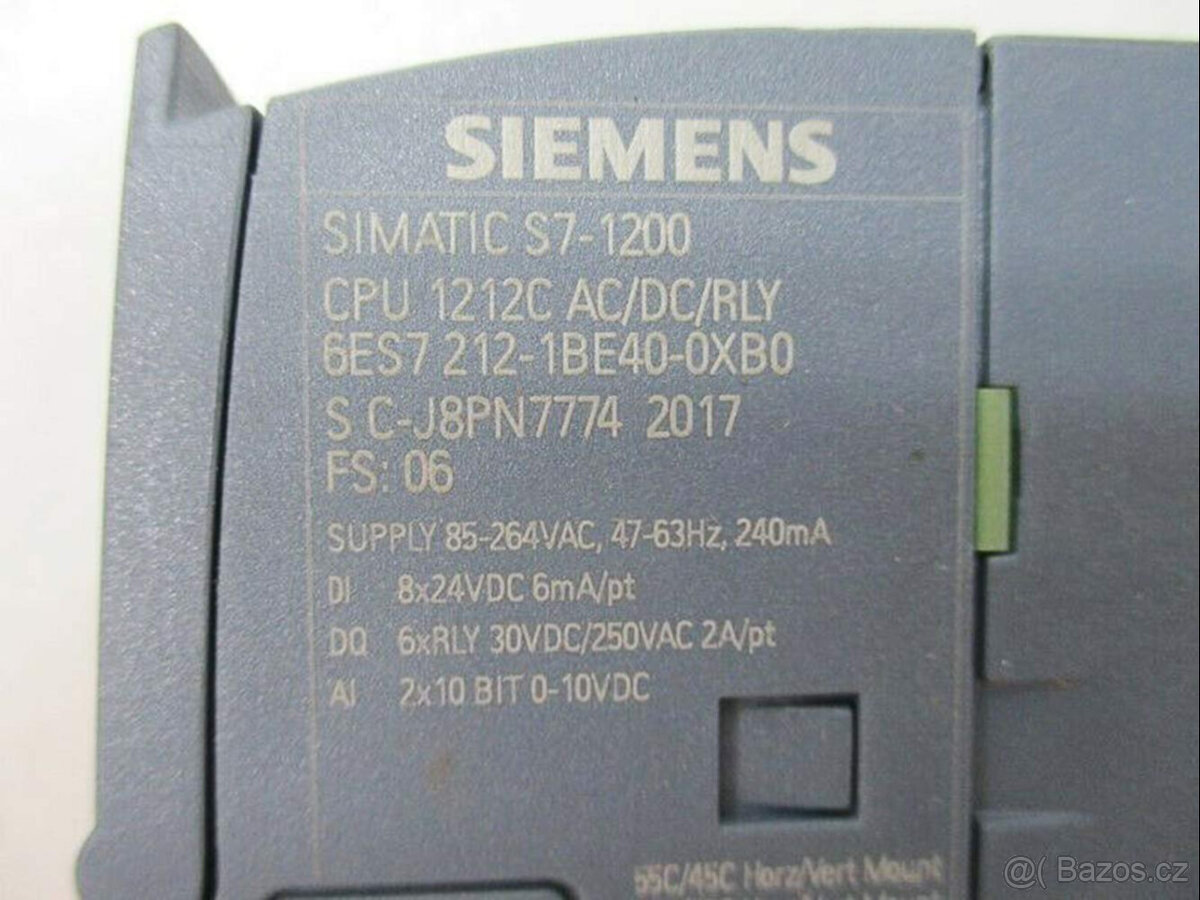 SIEMENS
SIMATIC S7-1200
CPU 1212C AC/DC/RLY
6ES7 212-1BE40-0XB0
S C-J8PN7774 2017
FS: 06
SUPPLY 85-264VAC, 47-63Hz, 240mA
DI 8x24VDC 6mA/pt
DQ 6xRLY 30VDC/250VAC 2A/pt
AI 2x10 BIT 0-10VDC
55C/45C Horz/Vert Mount
@( Bazos.cz